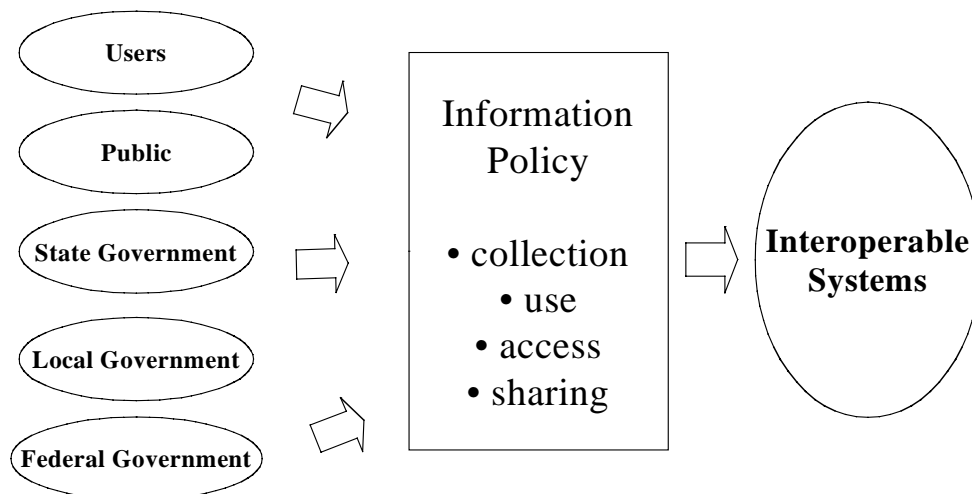 Users
Public
State Government
Local Government
Federal Government
Information
Policy
• collection
• use
• access
• sharing
Interoperable
Systems